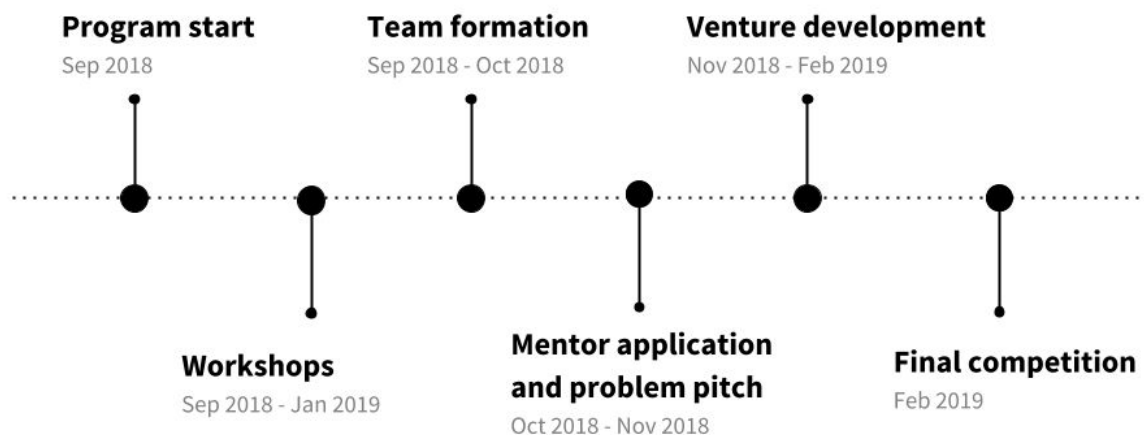 Program start
Sep 2018
Team formation
Sep 2018 - Oct 2018
Venture development
Nov 2018 - Feb 2019
Workshops
Sep 2018 - Jan 2019
Mentor application
and problem pitch
Oct 2018 - Nov 2018
Final competition
Feb 2019